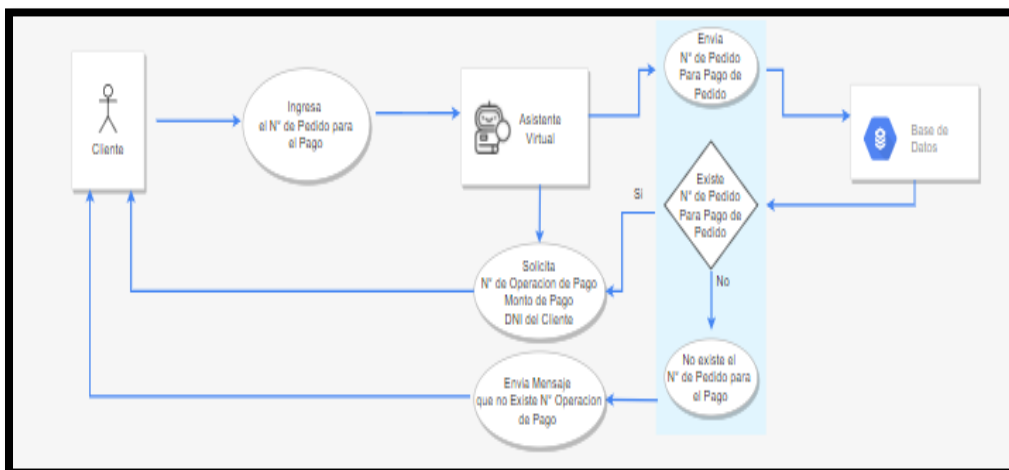 Cliente
Ingresa
el N° de Pedido para
el Pago
Asistente
Virtual
Envia
N° de Pedido
Para Pago de
Pedido
Base de
Datos
Existe
N° de Pedido
Para Pago de
Pedido
Si
No
Solicita
N° de Operacion de Pago
Monto de Pago
DNI del Cliente
No existe el
N° de Pedido para
el Pago
Envia Mensaje
que no Existe N° Operacion
de Pago